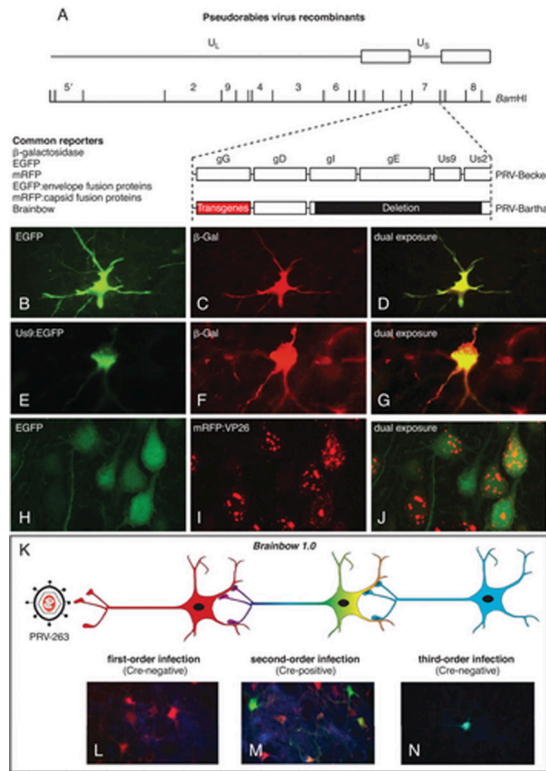 A
Pseudorabies virus recombinants
UL US
5' 2 9 4 3 6 7 8 BamHI
Common reporters
β-galactosidase
EGFP
mRFP
EGFP:envelope fusion proteins
mRFP:capsid fusion proteins
Brainbow
gG gD gI gE Us9 Us2
PRV-Becker
Transgenes Deletion PRV-Bartha
EGFP β-Gal dual exposure
B C D
Us9:EGFP β-Gal dual exposure
E F G
EGFP mRFP:VP26 dual exposure
H I J
K
Brainbow 1.0
PRV-263
first-order infection second-order infection third-order infection
(Cre-negative) (Cre-positive) (Cre-negative)
L M N